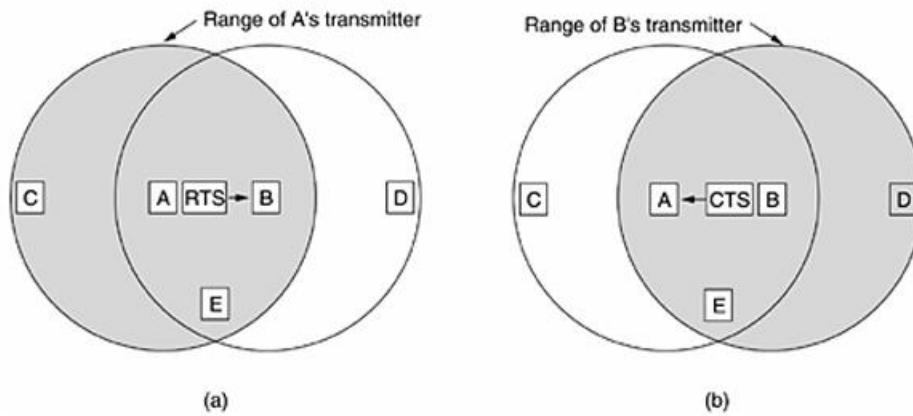 Range of A's transmitter
Range of B's transmitter
C A RTS B D
E
C A CTS B D
E
(a)
(b)